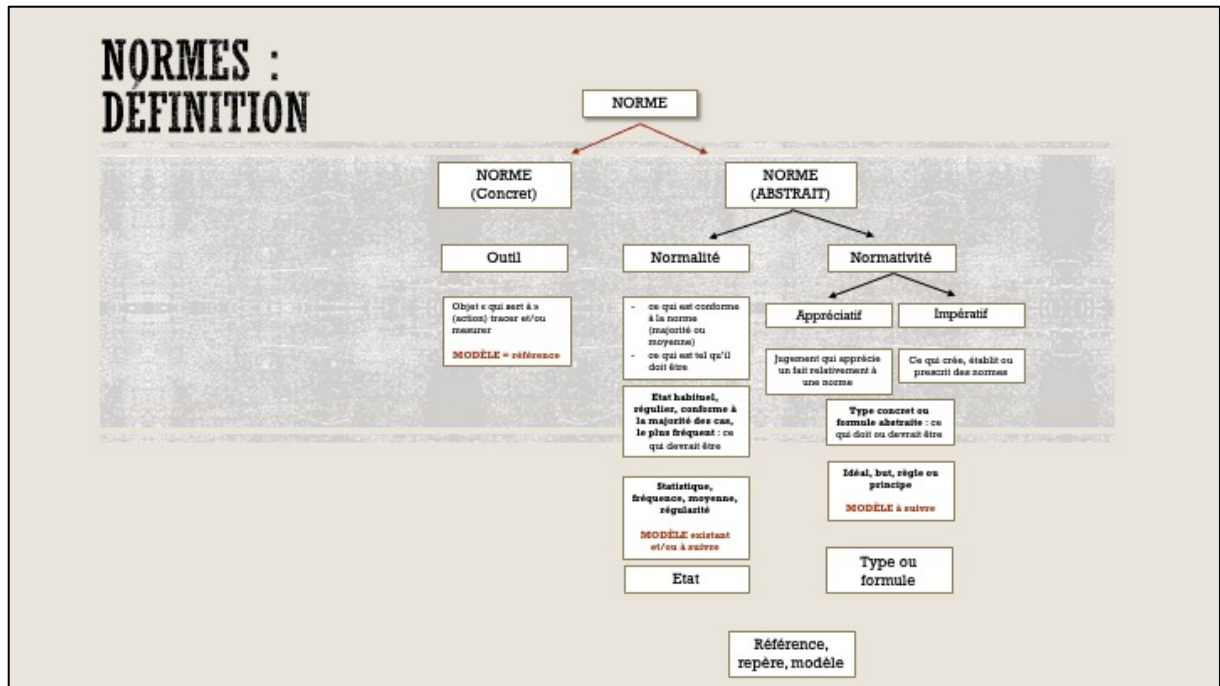 NORMES :
DÉFINITION
NORME
NORME
(Concret)
NORME
(ABSTRAIT)
Outil
Normalité
Normativité
Objet « qui sert à »
(action) tracer et/ou
mesurer
MODÈLE = référence
- ce qui est conforme
à la norme
(majorité ou
moyenne)
- ce qui est tel qu'il
doit être
Appréciatif
Impératif
Jugement qui apprécie
un fait relativement à
une norme
Ce qui crée, établit ou
prescrit des normes
Etat habituel,
régulier, conforme à
la majorité des cas,
le plus fréquent : ce
qui devrait être
Type concret ou
formule abstraite : ce
qui doit ou devrait être
Statistique,
fréquence, moyenne,
régularité
MODÈLE existant
et/ou à suivre
Idéal, but, règle ou
principe
MODÈLE à suivre
Etat
Type ou
formule
Référence,
repère, modèle